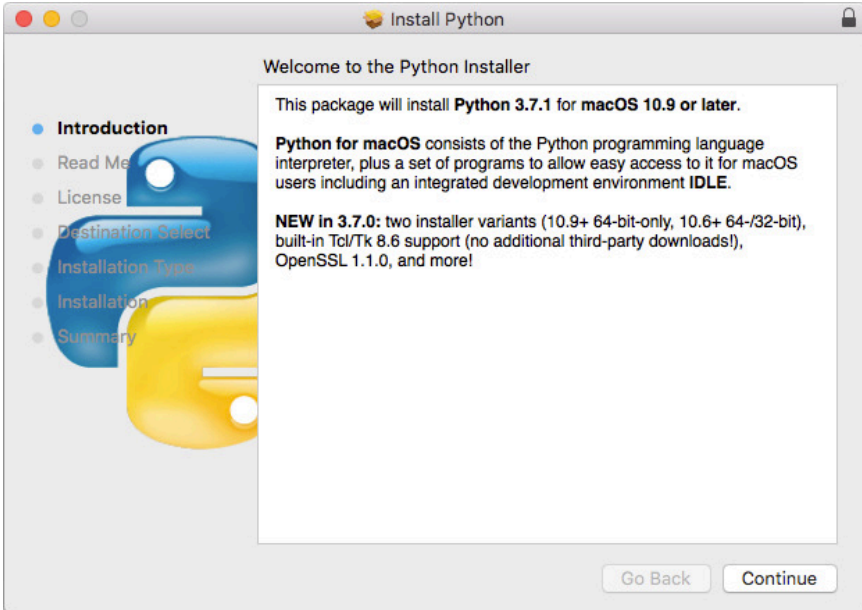 Install Python
Welcome to the Python Installer
Introduction
Read Me
License
Destination Select
Installation Type
Installation
Summary
This package will install Python 3.7.1 for macOS 10.9 or later.
Python for macOS consists of the Python programming language
interpreter, plus a set of programs to allow easy access to it for macOS
users including an integrated development environment IDLE.
NEW in 3.7.0: two installer variants (10.9+ 64-bit-only, 10.6+ 64-/32-bit),
built-in Tcl/Tk 8.6 support (no additional third-party downloads!),
OpenSSL 1.1.0, and more!
Go Back
Continue